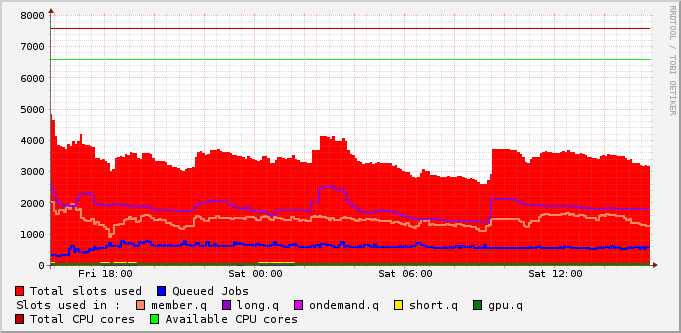 8000
7000
6000
5000
4000
3000
2000
1000
0
Fri 18:00 Sat 00:00 Sat 06:00 Sat 12:00
RRDTOOL / TOBI OETIKER
Total slots used Queued Jobs
Slots used in : member.q long.q ondemand.q short.q gpu.q
Total CPU cores Available CPU cores